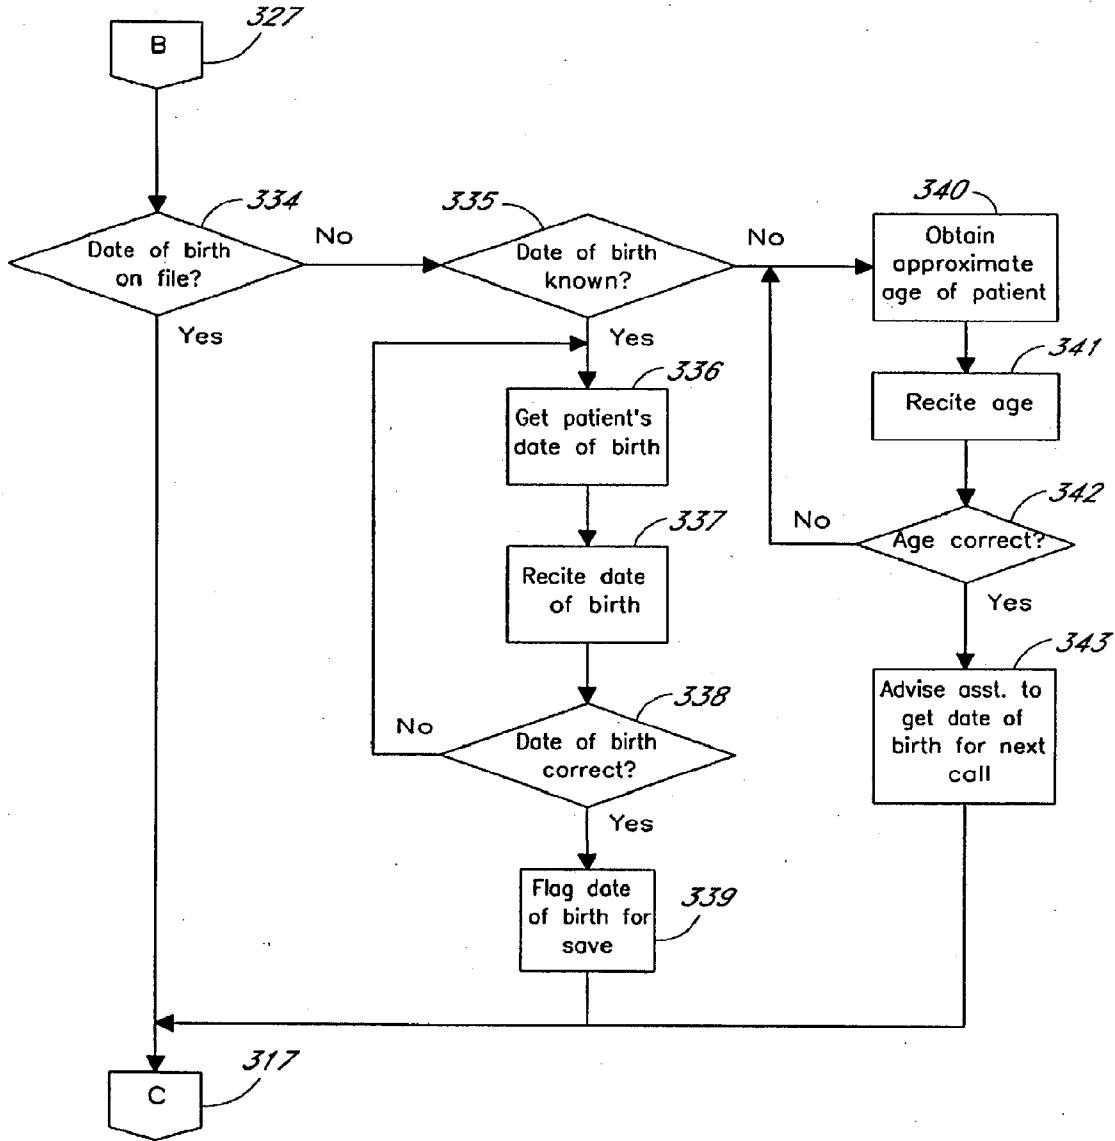 327
B
334
Date of birth
on file?
No
Yes
335
Date of birth
known?
No
Yes
340
Obtain
approximate
age of patient
341
Recite age
336
Get patient's
date of birth
342
Age correct?
No
Yes
337
Recite date
of birth
343
Advise asst. to
get date of
birth for next
call
338
Date of birth
correct?
No
Yes
339
Flag date
of birth for
save
317
C